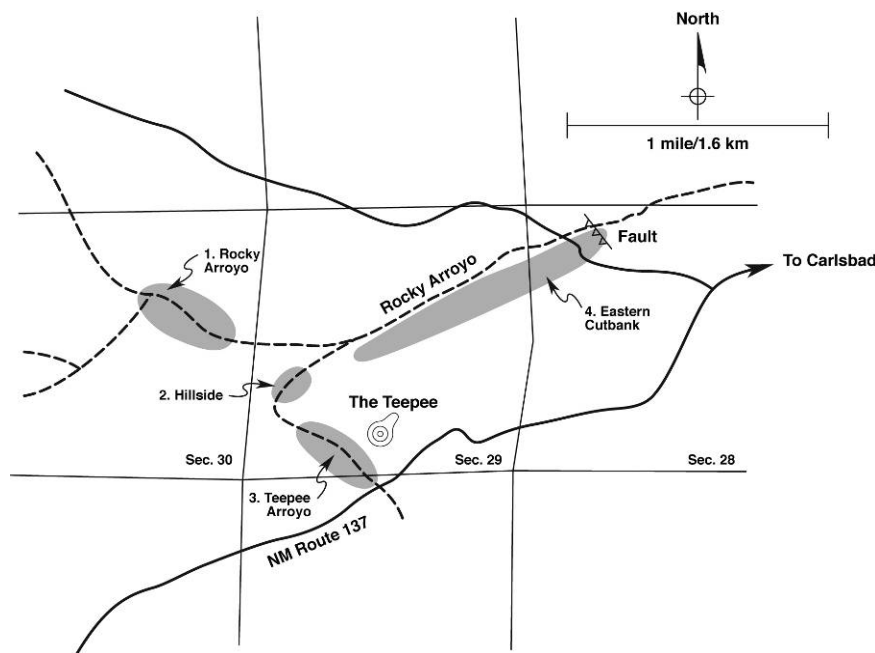 North
1 mile/1.6 km
Fault
To Carlsbad
1. Rocky
Arroyo
Rocky Arroyo
4. Eastern
Cutbank
2. Hillside
The Teepee
Sec. 30
Sec. 29
Sec. 28
3. Teepee
Arroyo
NM Route 137